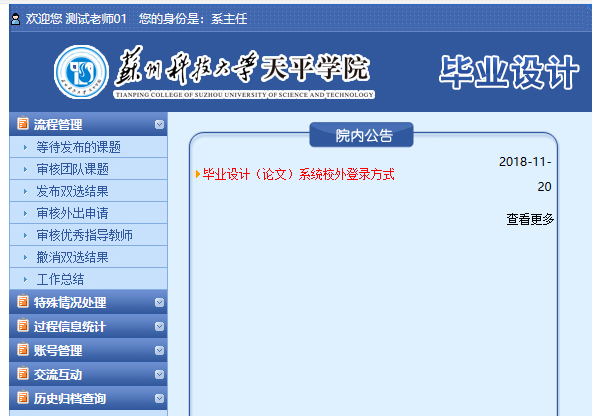 欢迎您 测试老师01 您的身份是：系主任
苏州科技大学天平学院
TIANPING COLLEGE OF SUZHOU UNIVERSITY OF SCIENCE AND TECHNOLOGY
毕业设计
流程管理
等待发布的课题
审核团队课题
发布双选结果
审核外出申请
审核优秀指导教师
撤消双选结果
工作总结
特殊情况处理
过程信息统计
账号管理
交流互动
历史归档查询
院内公告
毕业设计（论文）系统校外登录方式
2018-11-
20
查看更多